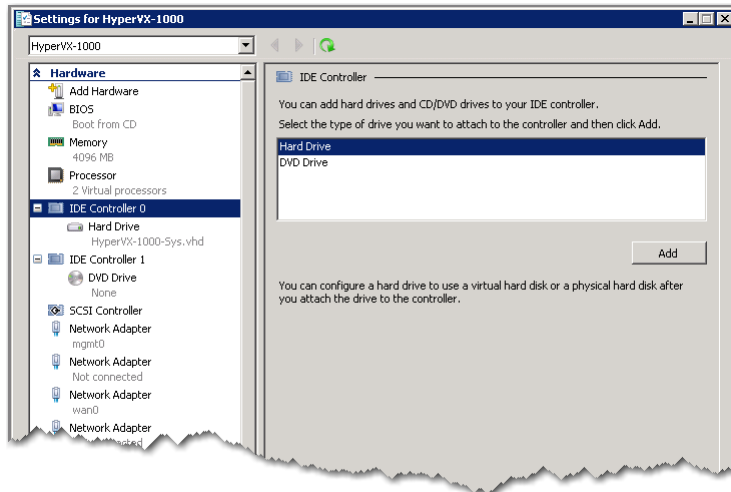 Settings for HyperVX-1000
HyperVX-1000
Hardware
Add Hardware
BIOS
Boot from CD
Memory
4096 MB
Processor
2 Virtual processors
IDE Controller 0
Hard Drive
HyperVX-1000-Sys.vhd
IDE Controller 1
DVD Drive
None
SCSI Controller
Network Adapter
mgmt0
Network Adapter
Not connected
Network Adapter
wan0
Network Adapter
IDE Controller
You can add hard drives and CD/DVD drives to your IDE controller.
Select the type of drive you want to attach to the controller and then click Add.
Hard Drive
DVD Drive
Add
You can configure a hard drive to use a virtual hard disk or a physical hard disk after
you attach the drive to the controller.